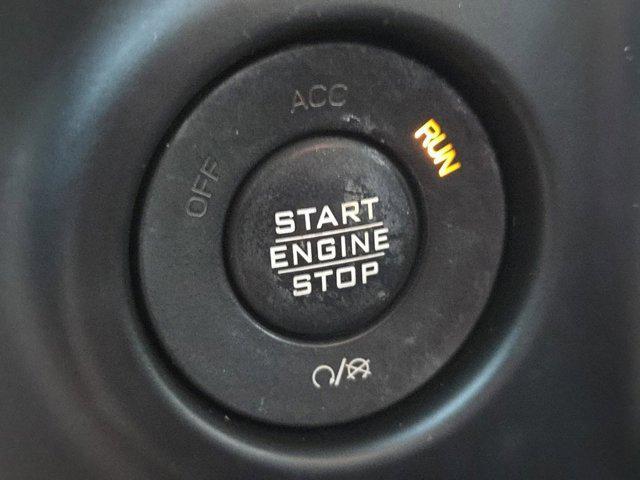 ACC
RUN
OFF
START
ENGINE
STOP